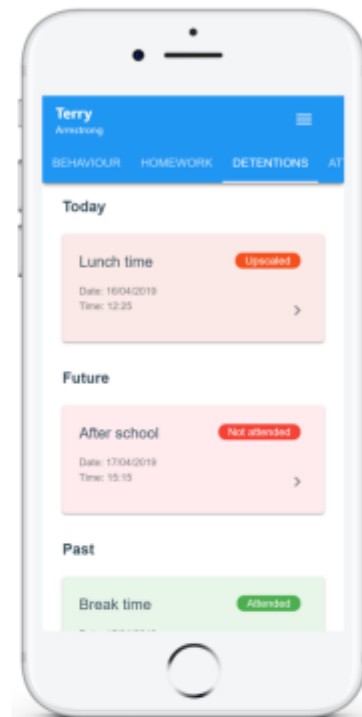 Terry
Armstrong
BEHAVIOUR HOMEWORK DETENTIONS AT
Today
Lunch time Upscaled
Date: 16/04/2019
Time: 12:25
Future
After school Not attended
Date: 17/04/2019
Time: 15:15
Past
Break time Attended